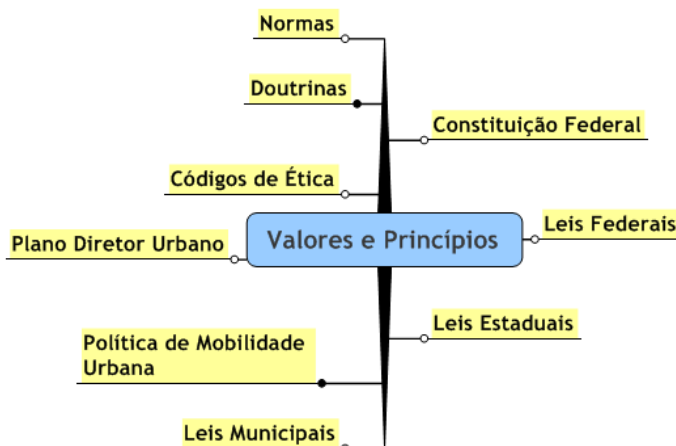 Normas
Doutrinas
Constituição Federal
Códigos de Ética
Leis Federais
Valores e Princípios
Plano Diretor Urbano
Leis Estaduais
Política de Mobilidade
Urbana
Leis Municipais